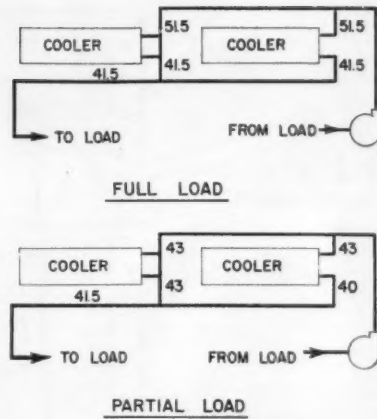 51.5 51.5
COOLER COOLER
41.5 41.5
41.5
TO LOAD FROM LOAD
FULL LOAD
43 43
COOLER COOLER
43 40
41.5
TO LOAD FROM LOAD
PARTIAL LOAD